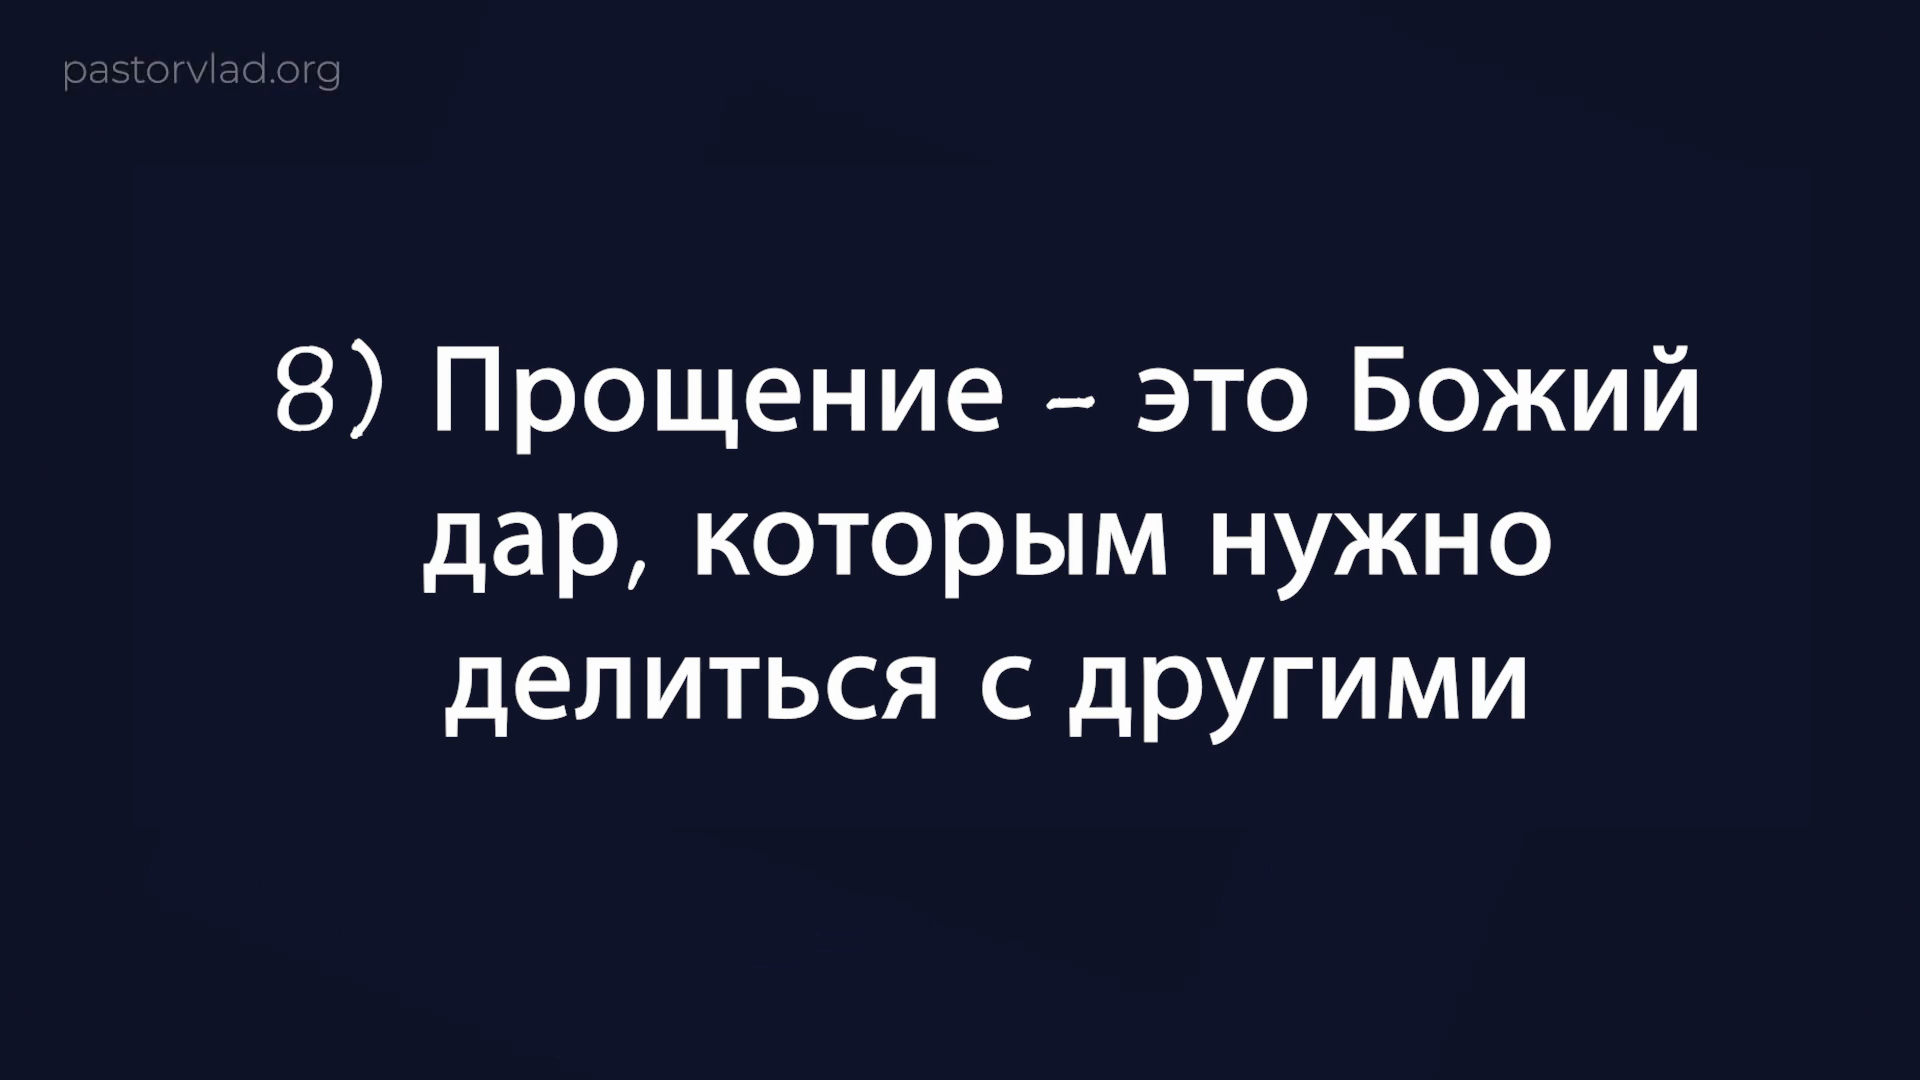 pastorvlad.org
8) Прощение - это Божий
дар, которым нужно
делиться с другими